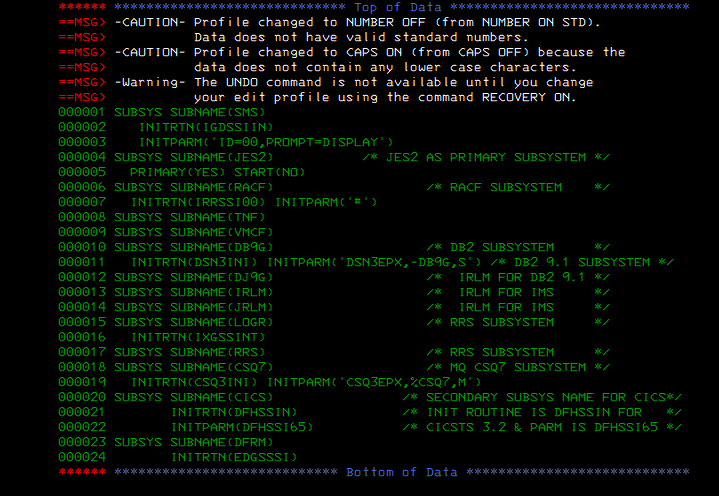 ****** **************************** Top of Data ******************************
==MSG> -CAUTION- Profile changed to NUMBER OFF (from NUMBER ON STD).
==MSG>           Data does not have valid standard numbers.
==MSG> -CAUTION- Profile changed to CAPS ON (from CAPS OFF) because the
==MSG>           data does not contain any lower case characters.
==MSG> -Warning- The UNDO command is not available until you change
==MSG>           your edit profile using the command RECOVERY ON.
000001 SUBSYS SUBNAME(SMS)
000002    INITRTN(IGDSSIIN)
000003    INITPARM('ID=00,PROMPT=DISPLAY')
000004 SUBSYS SUBNAME(JES2)            /* JES2 AS PRIMARY SUBSYSTEM */
000005   PRIMARY(YES) START(NO)
000006 SUBSYS SUBNAME(RACF)                    /* RACF SUBSYSTEM    */
000007   INITRTN(IRRSSI00) INITPARM('#')
000008 SUBSYS SUBNAME(TNF)
000009 SUBSYS SUBNAME(VMCF)
000010 SUBSYS SUBNAME(DB9G)                    /* DB2 SUBSYSTEM     */
000011   INITRTN(DSN3INI) INITPARM('DSN3EPX,-DB9G,S') /* DB2 9.1 SUBSYSTEM */
000012 SUBSYS SUBNAME(DJ9G)                    /*  IRLM FOR DB2 9.1 */
000013 SUBSYS SUBNAME(IRLM)                    /*  IRLM FOR IMS     */
000014 SUBSYS SUBNAME(JRLM)                    /*  IRLM FOR IMS     */
000015 SUBSYS SUBNAME(LOGR)                    /* RRS SUBSYSTEM     */
000016   INITRTN(IXGSSINT)
000017 SUBSYS SUBNAME(RRS)                     /* RRS SUBSYSTEM     */
000018 SUBSYS SUBNAME(CSQ7)                    /* MQ CSQ7 SUBSYSTEM */
000019   INITRTN(CSQ3INI) INITPARM('CSQ3EPX,%CSQ7,M')
000020 SUBSYS SUBNAME(CICS)                 /* SECONDARY SUBSYS NAME FOR CICS*/
000021        INITRTN(DFHSSIN)              /* INIT ROUTINE IS DFHSSIN FOR   */
000022        INITPARM(DFHSSI65)            /* CICSTS 3.2 & PARM IS DFHSSI65 */
000023 SUBSYS SUBNAME(DFRM)
000024        INITRTN(EDGSSSI)
****** **************************** Bottom of Data ****************************